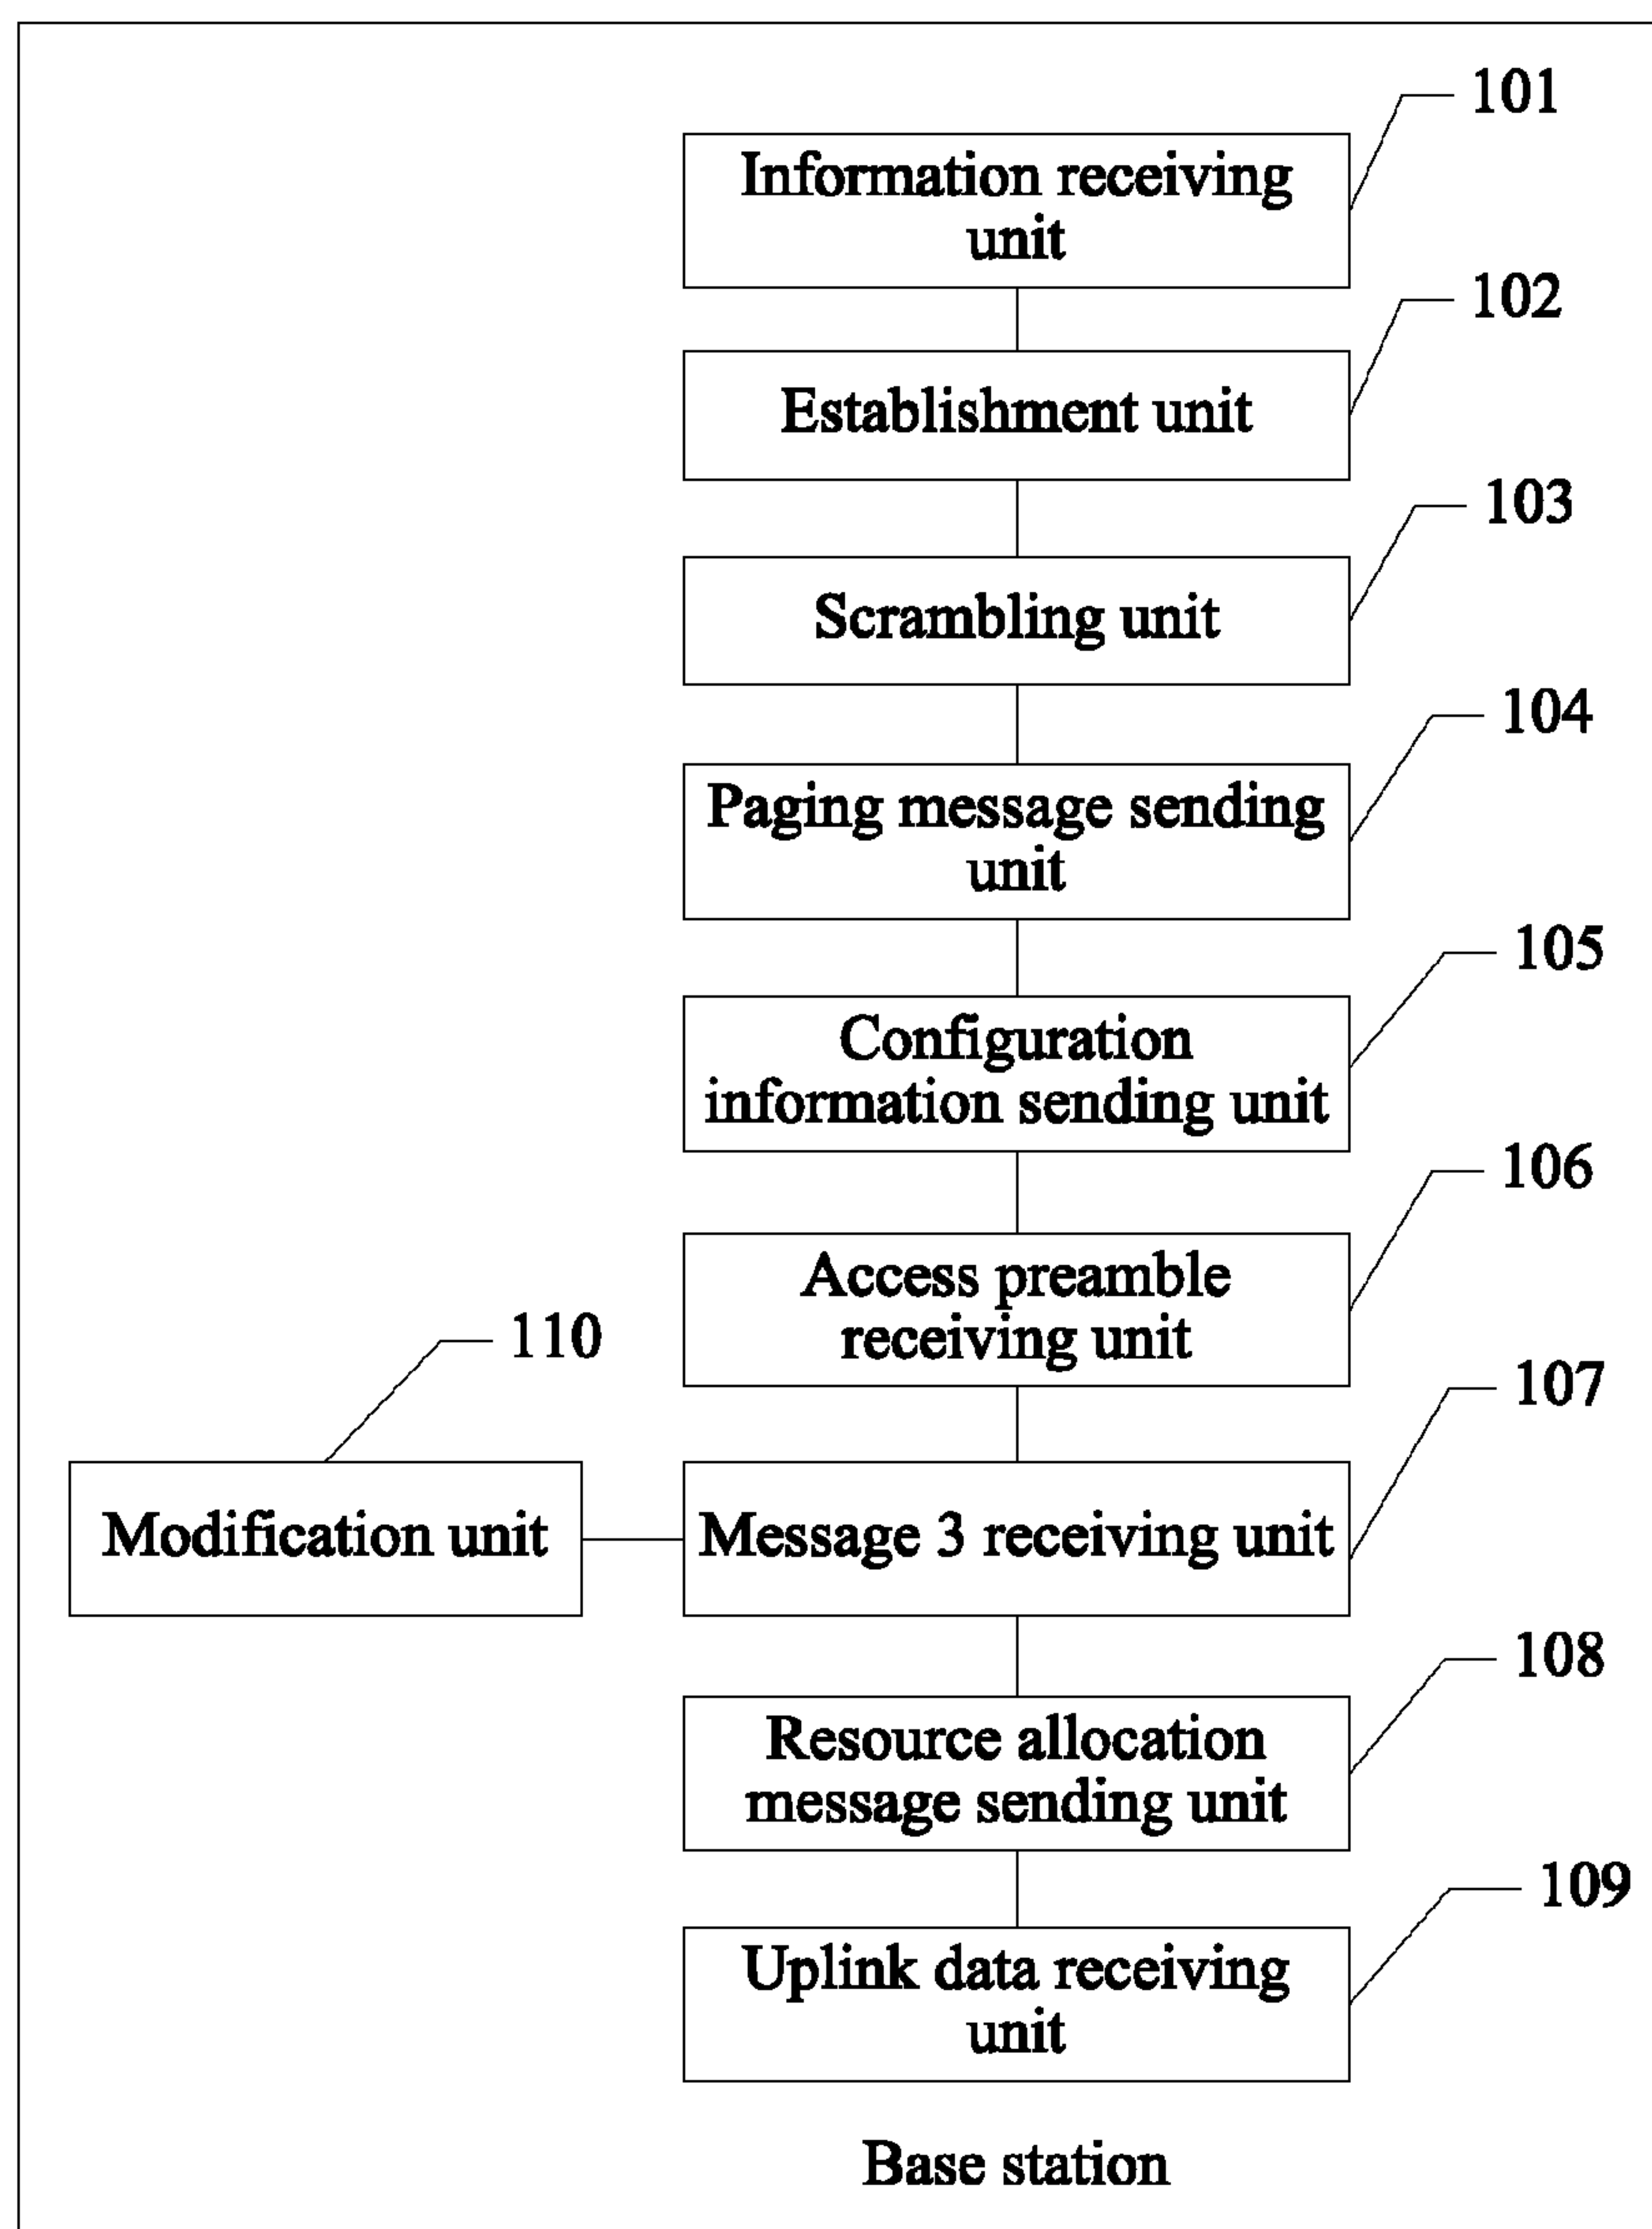 101
Information receiving
unit
102
Establishment unit
103
Scrambling unit
104
Paging message sending
unit
105
Configuration
information sending unit
106
Access preamble
receiving unit
110
107
Modification unit
Message 3 receiving unit
108
Resource allocation
message sending unit
109
Uplink data receiving
unit
Base station